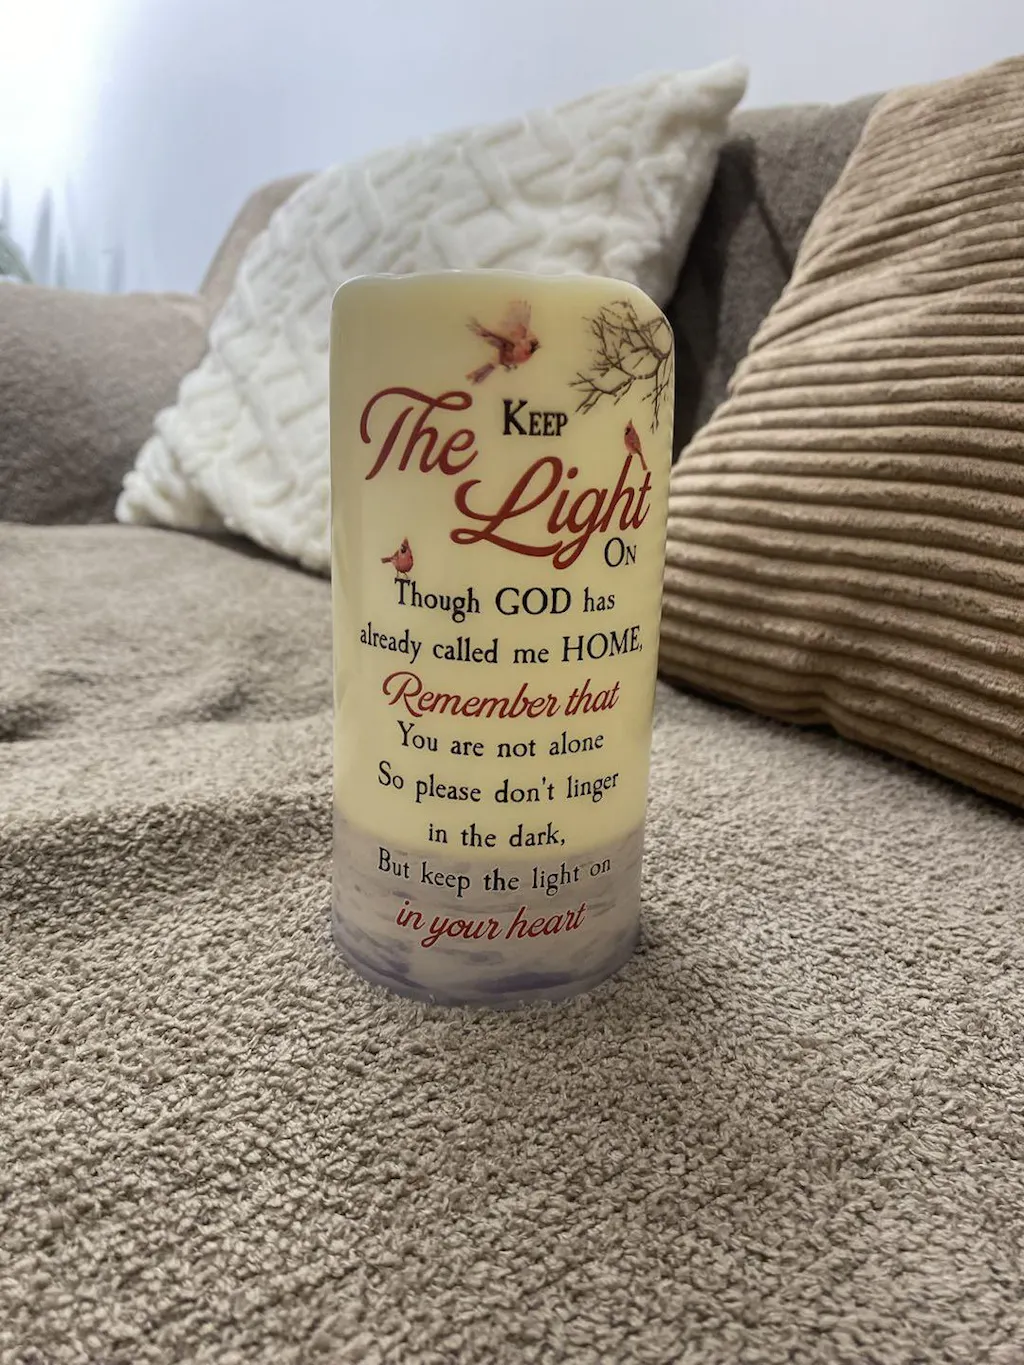 KEEP
The
Light
ON
Though GOD has
already called me HOME,
Remember that
You are not alone
So please don't linger
in the dark,
But keep the light on
in your heart